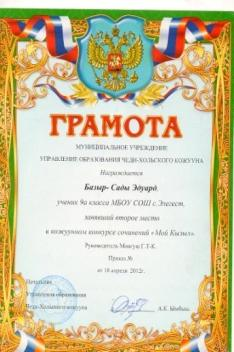 ГРАМОТА
МУНИЦИПАЛЬНОЕ УЧРЕЖДЕНИЕ
УПРАВЛЕНИЕ ОБРАЗОВАНИЯ ЧЕДИ-ХОЛЬСКОГО КОЖУУНА
Награждается
Базыр- Сады Эдуард,
ученик 9а класса МБОУ СОШ с. Элегест,
занявший второе место
в кожуунном конкурсе сочинений «Мой Кызыл».
Руководитель Монгуш Г.Т-К.
Приказ №
от 18 апреля 2012г.
Начальник
Управления образования
Чеди-Хольского кожууна
А.К.